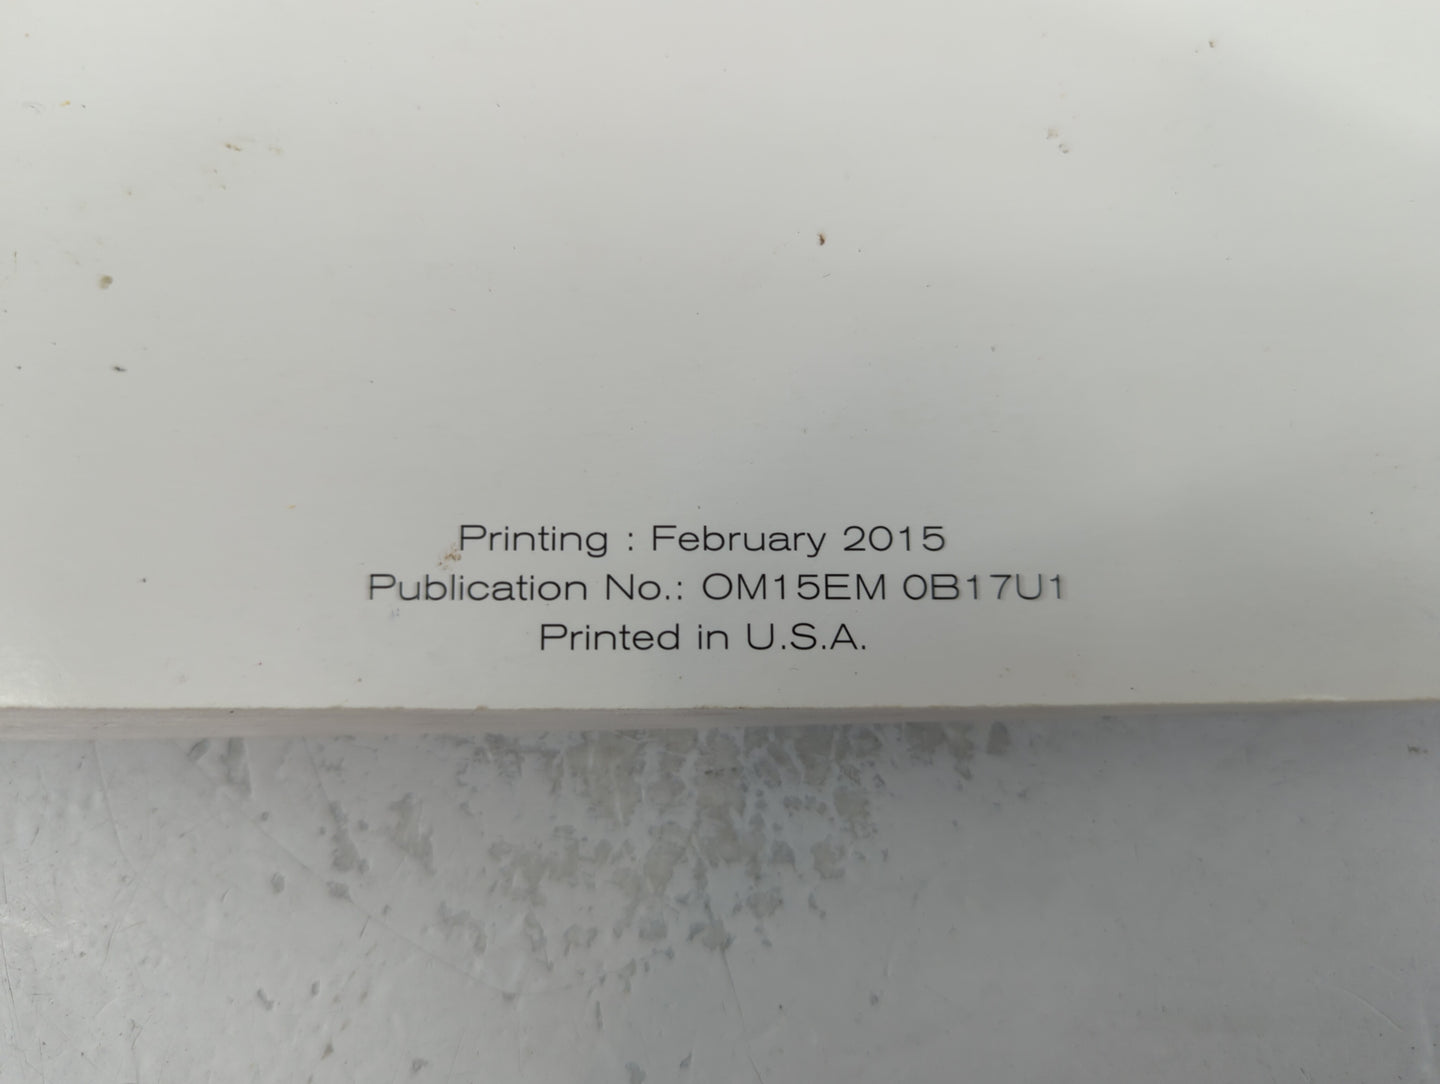 Printing : February 2015
Publication No.: OM15EM 0B17U1
Printed in U.S.A.